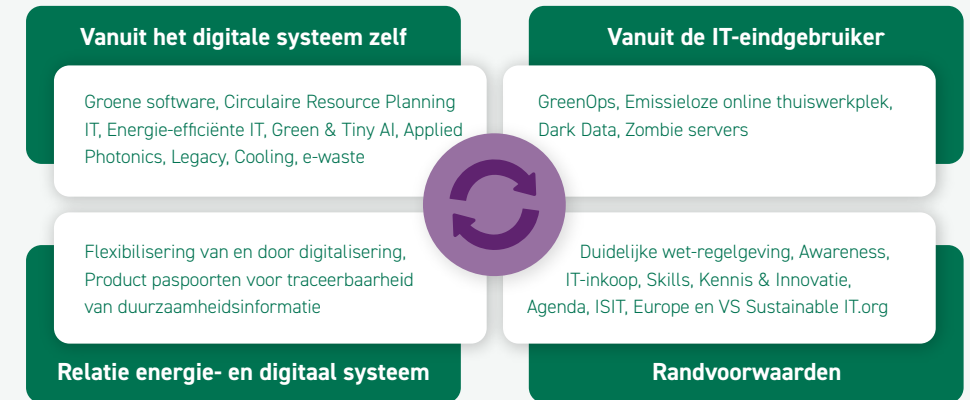 Vanuit het digitale systeem zelf
Groene software, Circulaire Resource Planning
IT, Energie-efficiënte IT, Green & Tiny AI, Applied
Photonics, Legacy, Cooling, e-waste
Vanuit de IT-eindgebruiker
GreenOps, Emissieloze online thuiswerkplek,
Dark Data, Zombie servers
Flexibilisering van en door digitalisering,
Product paspoorten voor traceerbaarheid
van duurzaamheidsinformatie
Relatie energie- en digitaal systeem
Duidelijke wet-regelgeving, Awareness,
IT-inkoop, Skills, Kennis & Innovatie,
Agenda, ISIT, Europe en VS Sustainable IT.org
Randvoorwaarden